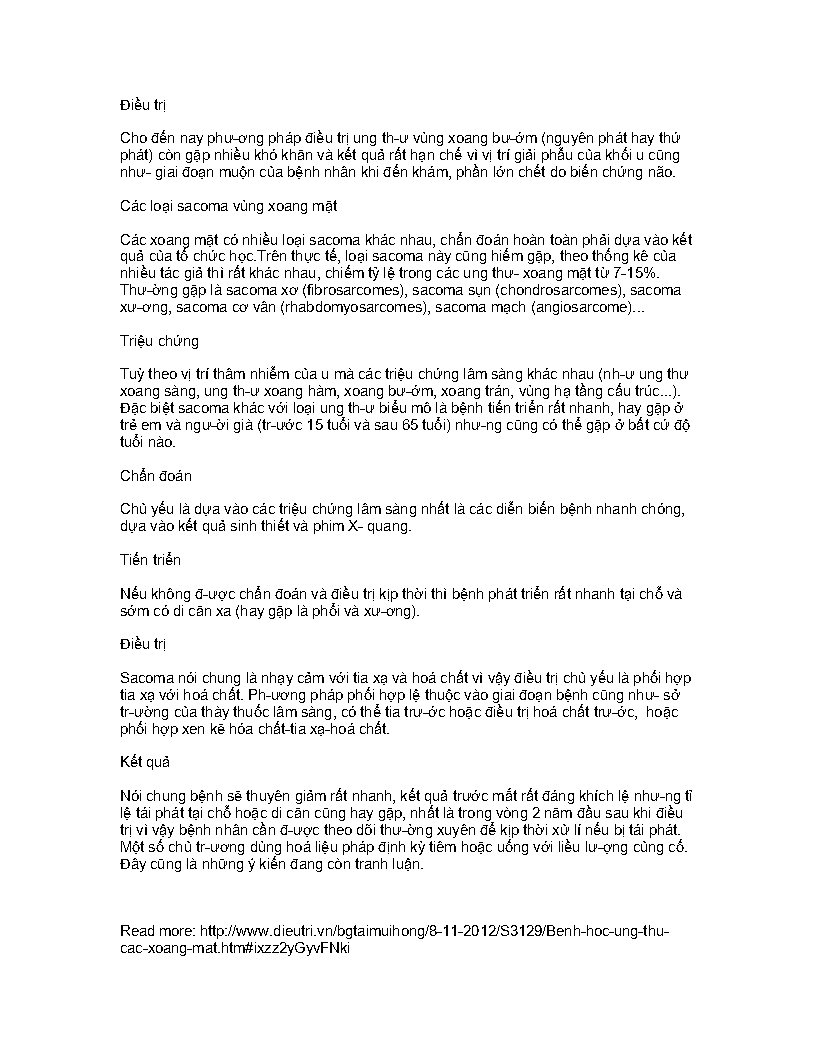 Điều trị
Cho đến nay phư-ơng pháp điều trị ung th-ư vùng xoang bư-ớm (nguyên phát hay thứ
phát) còn gặp nhiều khó khăn và kết quả rất hạn chế vì vị trí giải phẫu của khối u cũng
như- giai đoạn muộn của bệnh nhân khi đến khám, phần lớn chết do biến chứng não.
Các loại sacoma vùng xoang mặt
Các xoang mặt có nhiều loại sacoma khác nhau, chẩn đoán hoàn toàn phải dựa vào kết
quả của tổ chức học.Trên thực tế, loại sacoma này cũng hiếm gặp, theo thống kê của
nhiều tác giả thì rất khác nhau, chiếm tỷ lệ trong các ung thư- xoang mặt từ 7-15%.
Thư-ờng gặp là sacoma xơ (fibrosarcomes), sacoma sụn (chondrosarcomes), sacoma
xư-ơng, sacoma cơ vân (rhabdomyosarcomes), sacoma mạch (angiosarcome)...
Triệu chứng
Tuỳ theo vị trí thâm nhiễm của u mà các triệu chứng lâm sàng khác nhau (nh-ư ung thư
xoang sàng, ung th-ư xoang hàm, xoang bư-ớm, xoang trán, vùng hạ tầng cấu trúc...).
Đặc biệt sacoma khác với loại ung th-ư biểu mô là bệnh tiến triển rất nhanh, hay gặp ở
trẻ em và ngư-ời già (tr-ước 15 tuổi và sau 65 tuổi) như-ng cũng có thể gặp ở bất cứ độ
tuổi nào.
Chẩn đoán
Chủ yếu là dựa vào các triệu chứng lâm sàng nhất là các diễn biến bệnh nhanh chóng,
dựa vào kết quả sinh thiết và phim X- quang.
Tiến triển
Nếu không đ-ược chẩn đoán và điều trị kịp thời thì bệnh phát triển rất nhanh tại chỗ và
sớm có di căn xa (hay gặp là phổi và xư-ơng).
Điều trị
Sacoma nói chung là nhạy cảm với tia xạ và hoá chất vì vậy điều trị chủ yếu là phối hợp
tia xạ với hoá chất. Ph-ương pháp phối hợp lệ thuộc vào giai đoạn bệnh cũng như- sở
tr-ường của thày thuốc lâm sàng, có thể tia trư-ớc hoặc điều trị hoá chất trư-ớc,  hoặc
phối hợp xen kẽ hóa chất-tia xạ-hoá chất.
Kết quả
Nói chung bệnh sẽ thuyên giảm rất nhanh, kết quả trước mắt rất đáng khích lệ như-ng tỉ
lệ tái phát tại chỗ hoặc di căn cũng hay gặp, nhất là trong vòng 2 năm đầu sau khi điều
trị vì vậy bệnh nhân cần đ-ược theo dõi thư-ờng xuyên để kịp thời xử lí nếu bị tái phát.
Một số chủ tr-ương dùng hoá liệu pháp định kỳ tiêm hoặc uống với liều lư-ợng củng cố.
Đây cũng là những ý kiến đang còn tranh luận.
Read more: http://www.dieutri.vn/bgtaimuihong/8-11-2012/S3129/Benh-hoc-ung-thu-
cac-xoang-mat.htm#ixzz2yGyvFNki